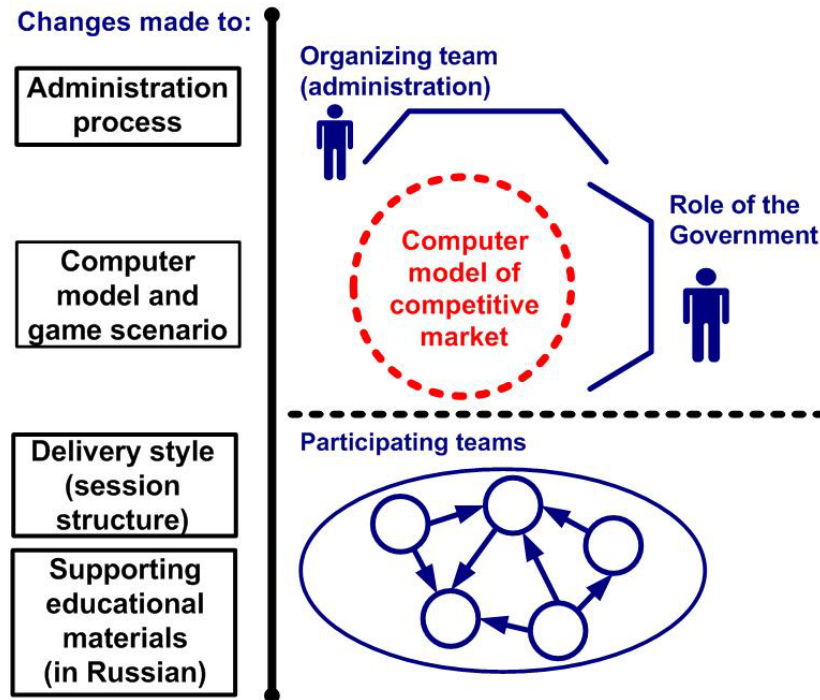 Changes made to:
Administration
process
Computer
model and
game scenario
Delivery style
(session
structure)
Supporting
educational
materials
(in Russian)
Organizing team
(administration)
Computer
model of
competitive
market
Role of the
Government
Participating teams